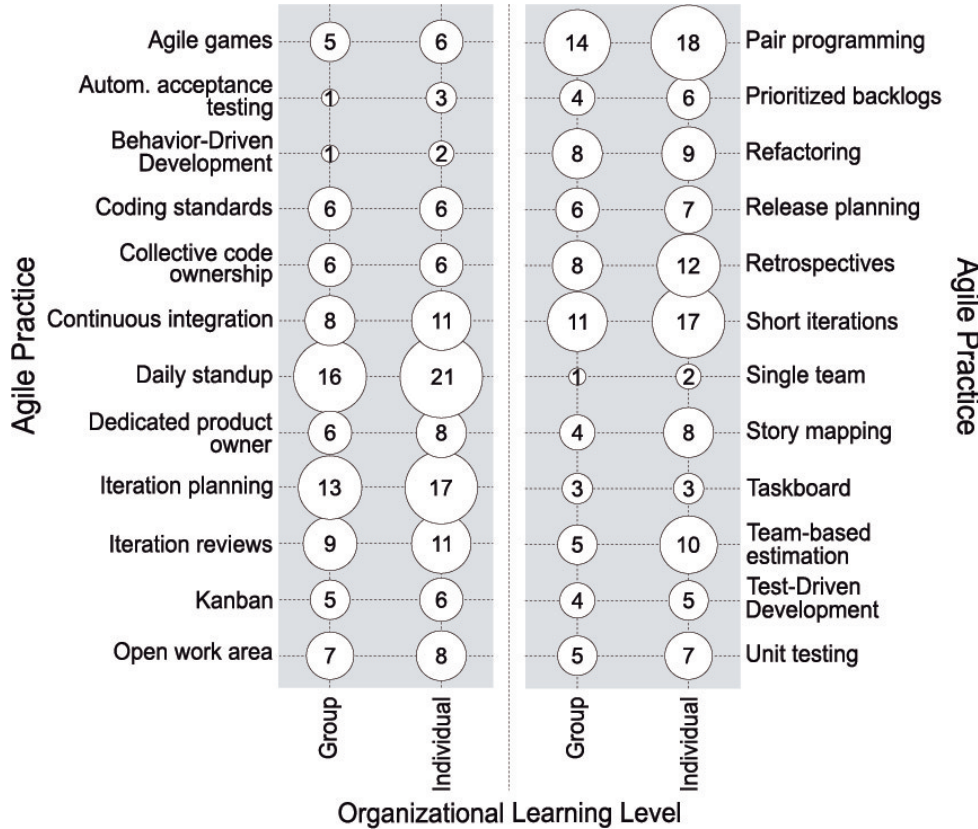 Agile games 5 6 14 18 Pair programming
Autom. acceptance
testing 1 3 4 6 Prioritized backlogs
Behavior-Driven
Development 1 2 8 9 Refactoring
Coding standards 6 6 6 7 Release planning
Collective code
ownership 6 6 8 12 Retrospectives
Continuous integration 8 11 11 17 Short iterations
Daily standup 16 21 1 2 Single team
Dedicated product
owner 6 8 4 8 Story mapping
Iteration planning 13 17 3 3 Taskboard
Iteration reviews 9 11 5 10 Team-based
estimation
Kanban 5 6 4 5 Test-Driven
Development
Open work area 7 8 5 7 Unit testing
Agile Practice
Agile Practice
Group Individual Group Individual
Organizational Learning Level